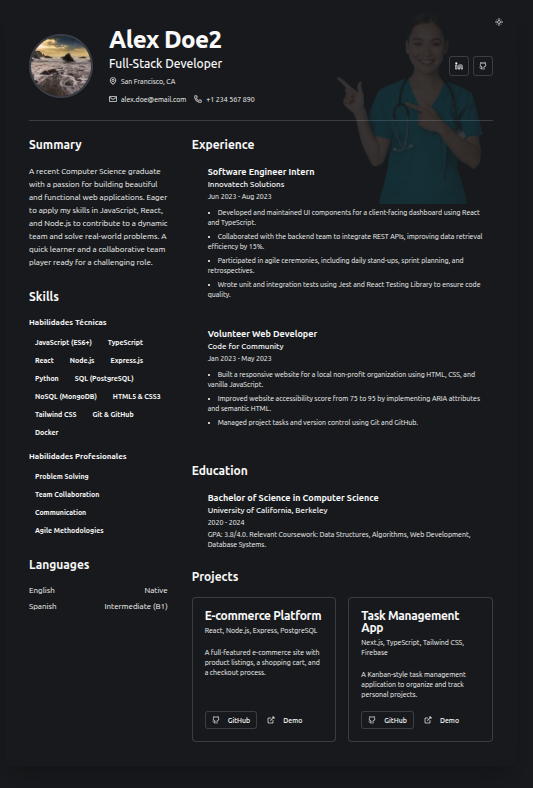 Alex Doe2
Full-Stack Developer
San Francisco, CA
alex.doe@email.com +1 234 567 890
Summary
A recent Computer Science graduate
with a passion for building beautiful
and functional web applications. Eager
to apply my skills in JavaScript, React,
and Node.js to contribute to a dynamic
team and solve real-world problems. A
quick learner and a collaborative team
player ready for a challenging role.
Skills
Habilidades Técnicas
JavaScript (ES6+) TypeScript
React Node.js Express.js
Python SQL (PostgreSQL)
NoSQL (MongoDB) HTML5 & CSS3
Tailwind CSS Git & GitHub
Docker
Habilidades Profesionales
Problem Solving
Team Collaboration
Communication
Agile Methodologies
Languages
English Native
Spanish Intermediate (B1)
Experience
Software Engineer Intern
Innovatech Solutions
Jun 2023 - Aug 2023
• Developed and maintained UI components for a client-facing dashboard using React
and TypeScript.
• Collaborated with the backend team to integrate REST APIs, improving data retrieval
efficiency by 15%.
• Participated in agile ceremonies, including daily stand-ups, sprint planning, and
retrospectives.
• Wrote unit and integration tests using Jest and React Testing Library to ensure code
quality.
Volunteer Web Developer
Code for Community
Jan 2023 - May 2023
• Built a responsive website for a local non-profit organization using HTML, CSS, and
vanilla JavaScript.
• Improved website accessibility score from 75 to 95 by implementing ARIA attributes
and semantic HTML.
• Managed project tasks and version control using Git and GitHub.
Education
Bachelor of Science in Computer Science
University of California, Berkeley
2020 - 2024
GPA: 3.8/4.0. Relevant Coursework: Data Structures, Algorithms, Web Development,
Database Systems.
Projects
E-commerce Platform
React, Node.js, Express, PostgreSQL
A full-featured e-commerce site with
product listings, a shopping cart, and
a checkout process.
GitHub Demo
Task Management
App
Next.js, TypeScript, Tailwind CSS,
Firebase
A Kanban-style task management
application to organize and track
personal projects.
GitHub Demo